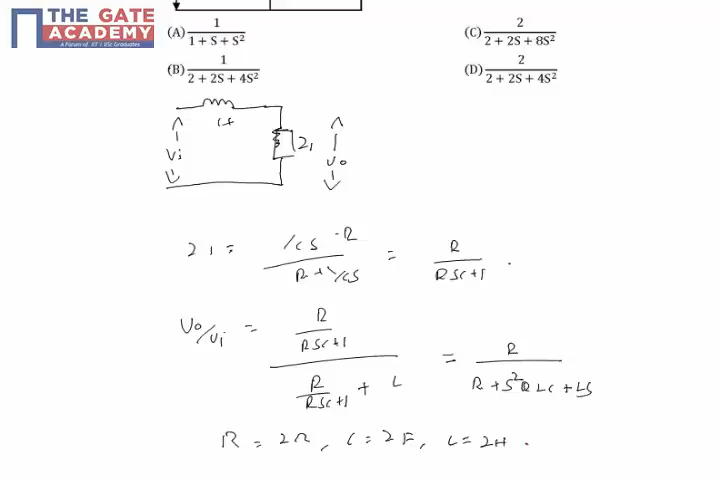 THE GATE
ACADEMY
A Forum of IIT / IISc Graduates
(A) 1 / 1 + S + S²
(C) 2 / 2 + 2S + 8S²
(B) 1 / 2 + 2S + 4S²
(D) 2 / 2 + 2S + 4S²
Vi
Z1
Vo
Z1 = 1/CS · R / R + 1/CS = R / RSC+1 .
Vo/Vi = R / RSC+1 / R / RSC+1 + L = R / R + S²RLC + LS
R = 2Ω, C = 2F, L = 2H .